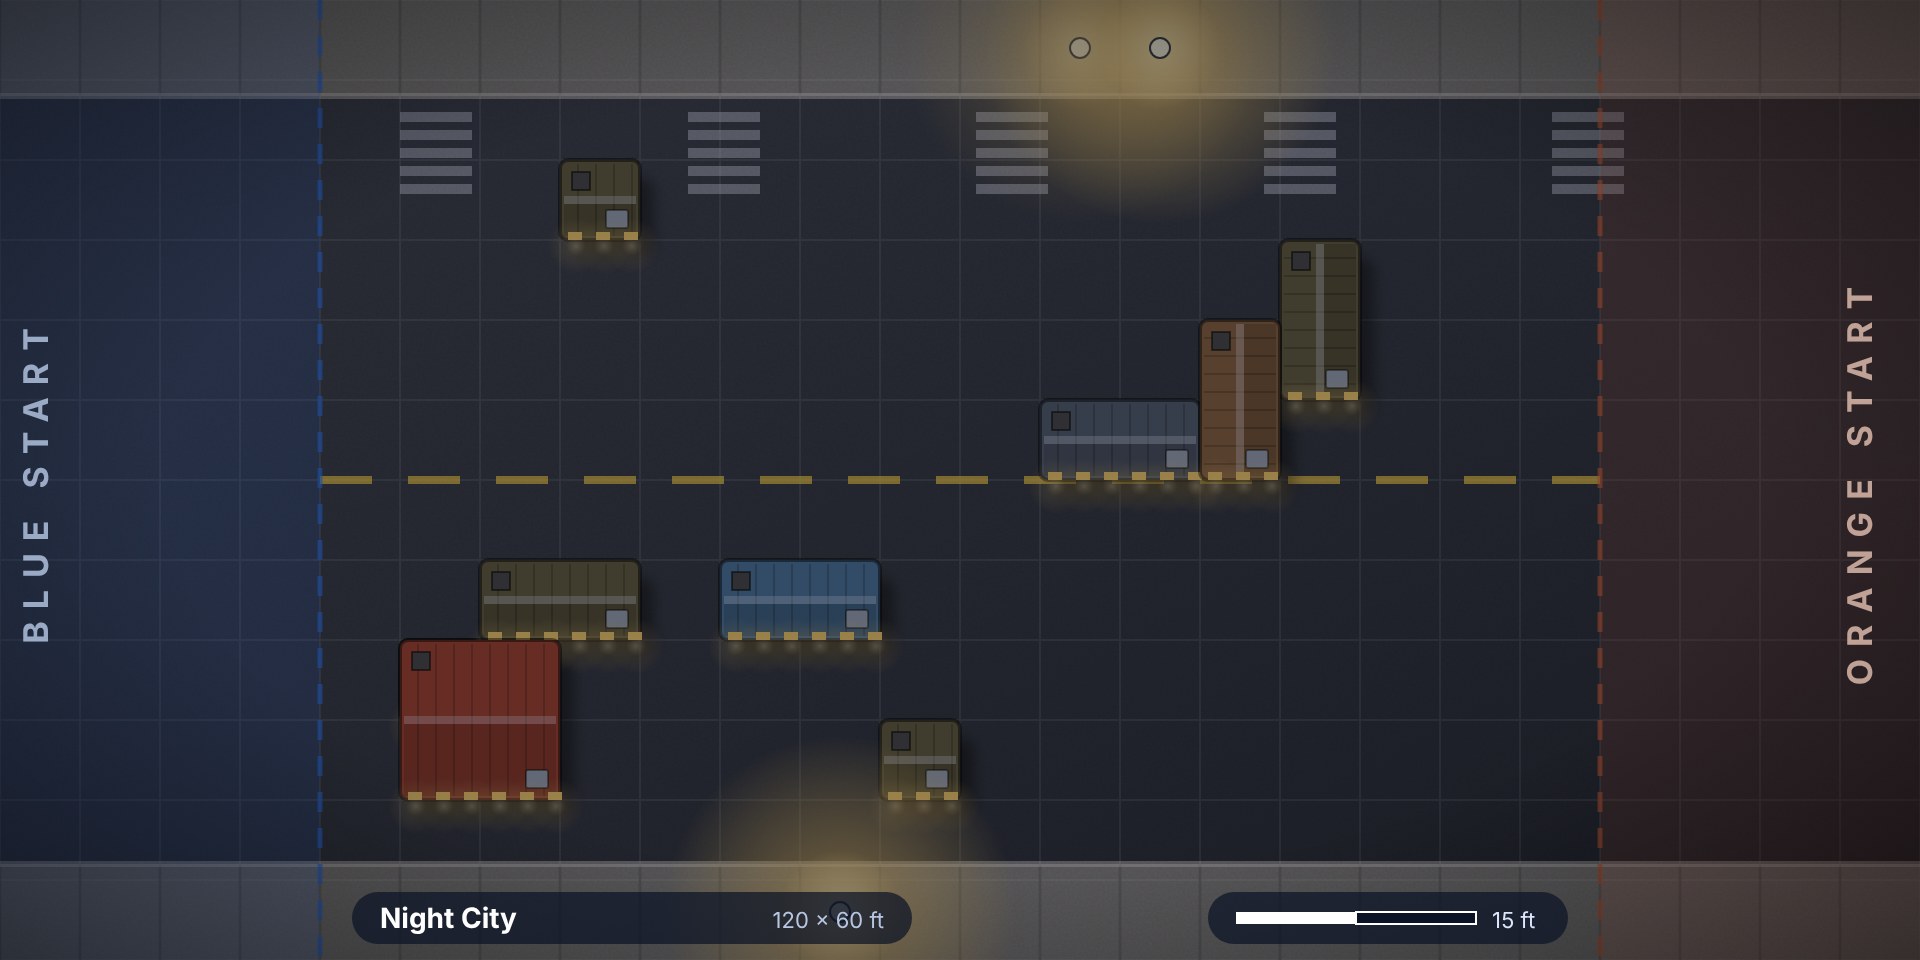 BLUE START
ORANGE START
Night City
120 × 60 ft
15 ft